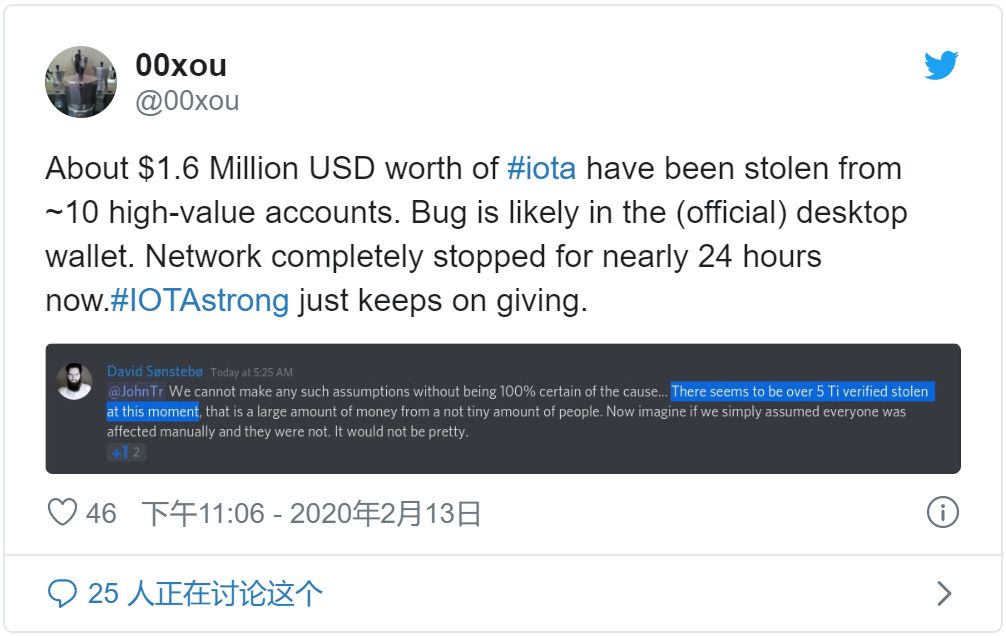 00xou
@00xou
About $1.6 Million USD worth of #iota have been stolen from
~10 high-value accounts. Bug is likely in the (official) desktop
wallet. Network completely stopped for nearly 24 hours
now.#IOTAstrong just keeps on giving.
David Sønstebø Today at 5:25 AM
@JohnTr We cannot make any such assumptions without being 100% certain of the cause... There seems to be over 5 Ti verified stolen
at this moment, that is a large amount of money from a not tiny amount of people. Now imagine if we simply assumed everyone was
affected manually and they were not. It would not be pretty.
+1 2
46 下午11:06 - 2020年2月13日
25 人正在讨论这个